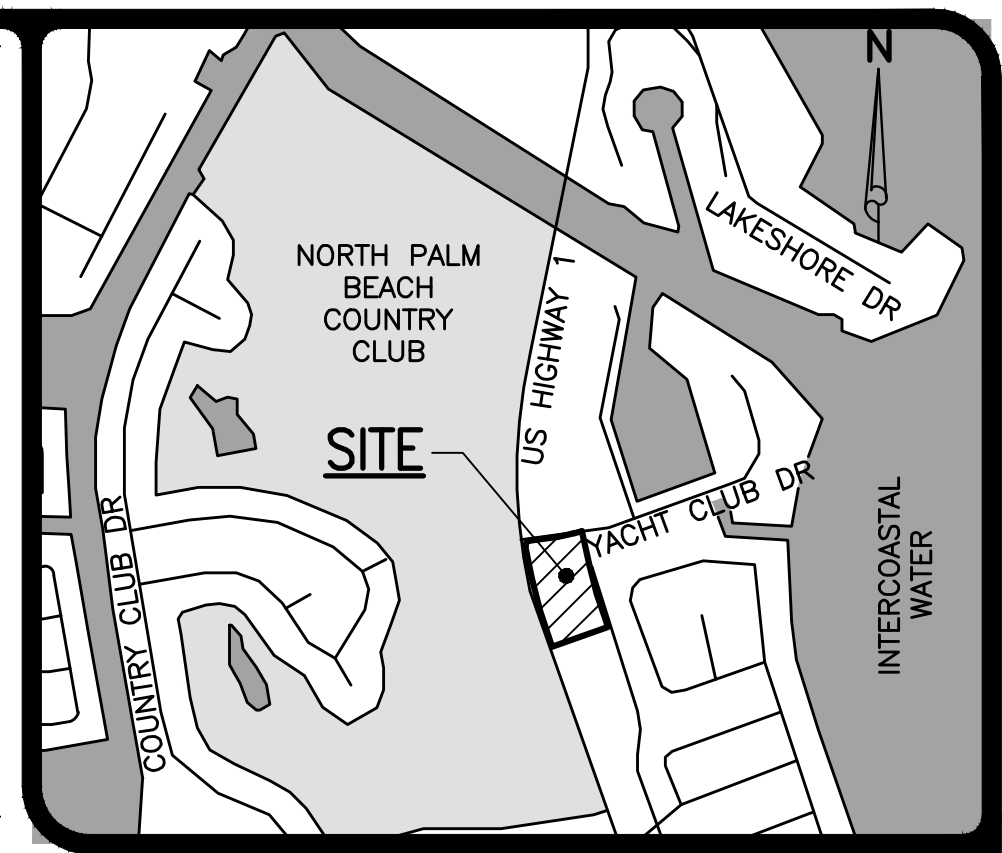 N
LAKESHORE DR
NORTH PALM
BEACH
COUNTRY
CLUB
US HIGHWAY 1
SITE
YACHT CLUB DR
COUNTRY CLUB DR
INTERCOASTAL
WATER